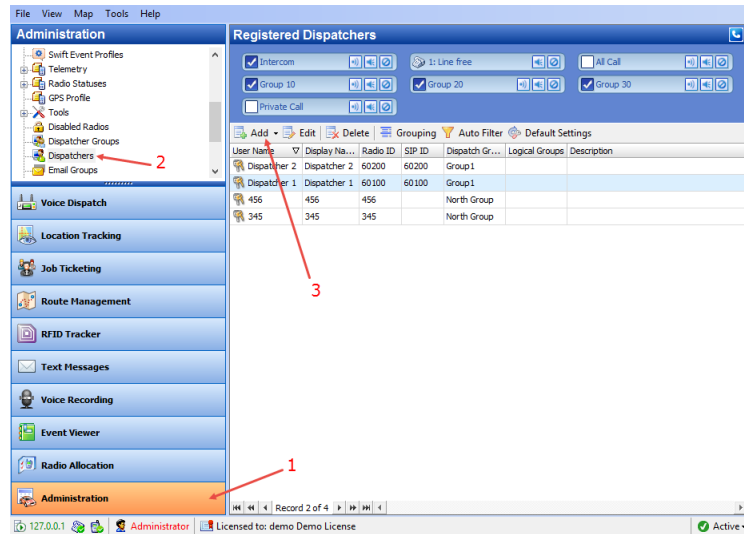 File View Map Tools Help
Administration
Swift Event Profiles
Telemetry
Radio Statuses
GPS Profile
Tools
Disabled Radios
Dispatcher Groups
Dispatchers
Email Groups
2
Voice Dispatch
Location Tracking
Job Ticketing
Route Management
RFID Tracker
Text Messages
Voice Recording
Event Viewer
Radio Allocation
Administration
1
Registered Dispatchers
Intercom 1: Line free All Call
Group 10 Group 20 Group 30
Private Call
Add Edit Delete Grouping Auto Filter Default Settings
User Name Display Na... Radio ID SIP ID Dispatch Gr... Logical Groups Description
Dispatcher 2 Dispatcher 2 60200 60200 Group1
Dispatcher 1 Dispatcher 1 60100 60100 Group1
456 456 456 North Group
345 345 345 North Group
3
Record 2 of 4
127.0.0.1 Administrator Licensed to: demo Demo License Active